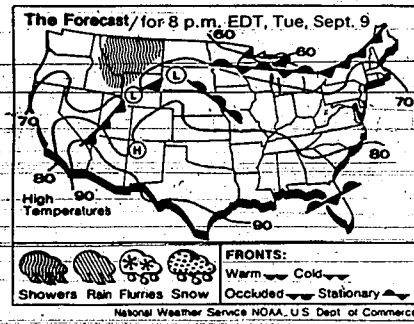 The Forecast/for 8 p.m. EDT, Tue, Sept. 9
60
60
L
L
70
70
H
80
80
90
High
Temperatures
90
FRONTS:
Warm Cold
Showers Rain Flurries Snow
Occluded Stationary
National Weather Service NOAA, U S Dept of Commerc